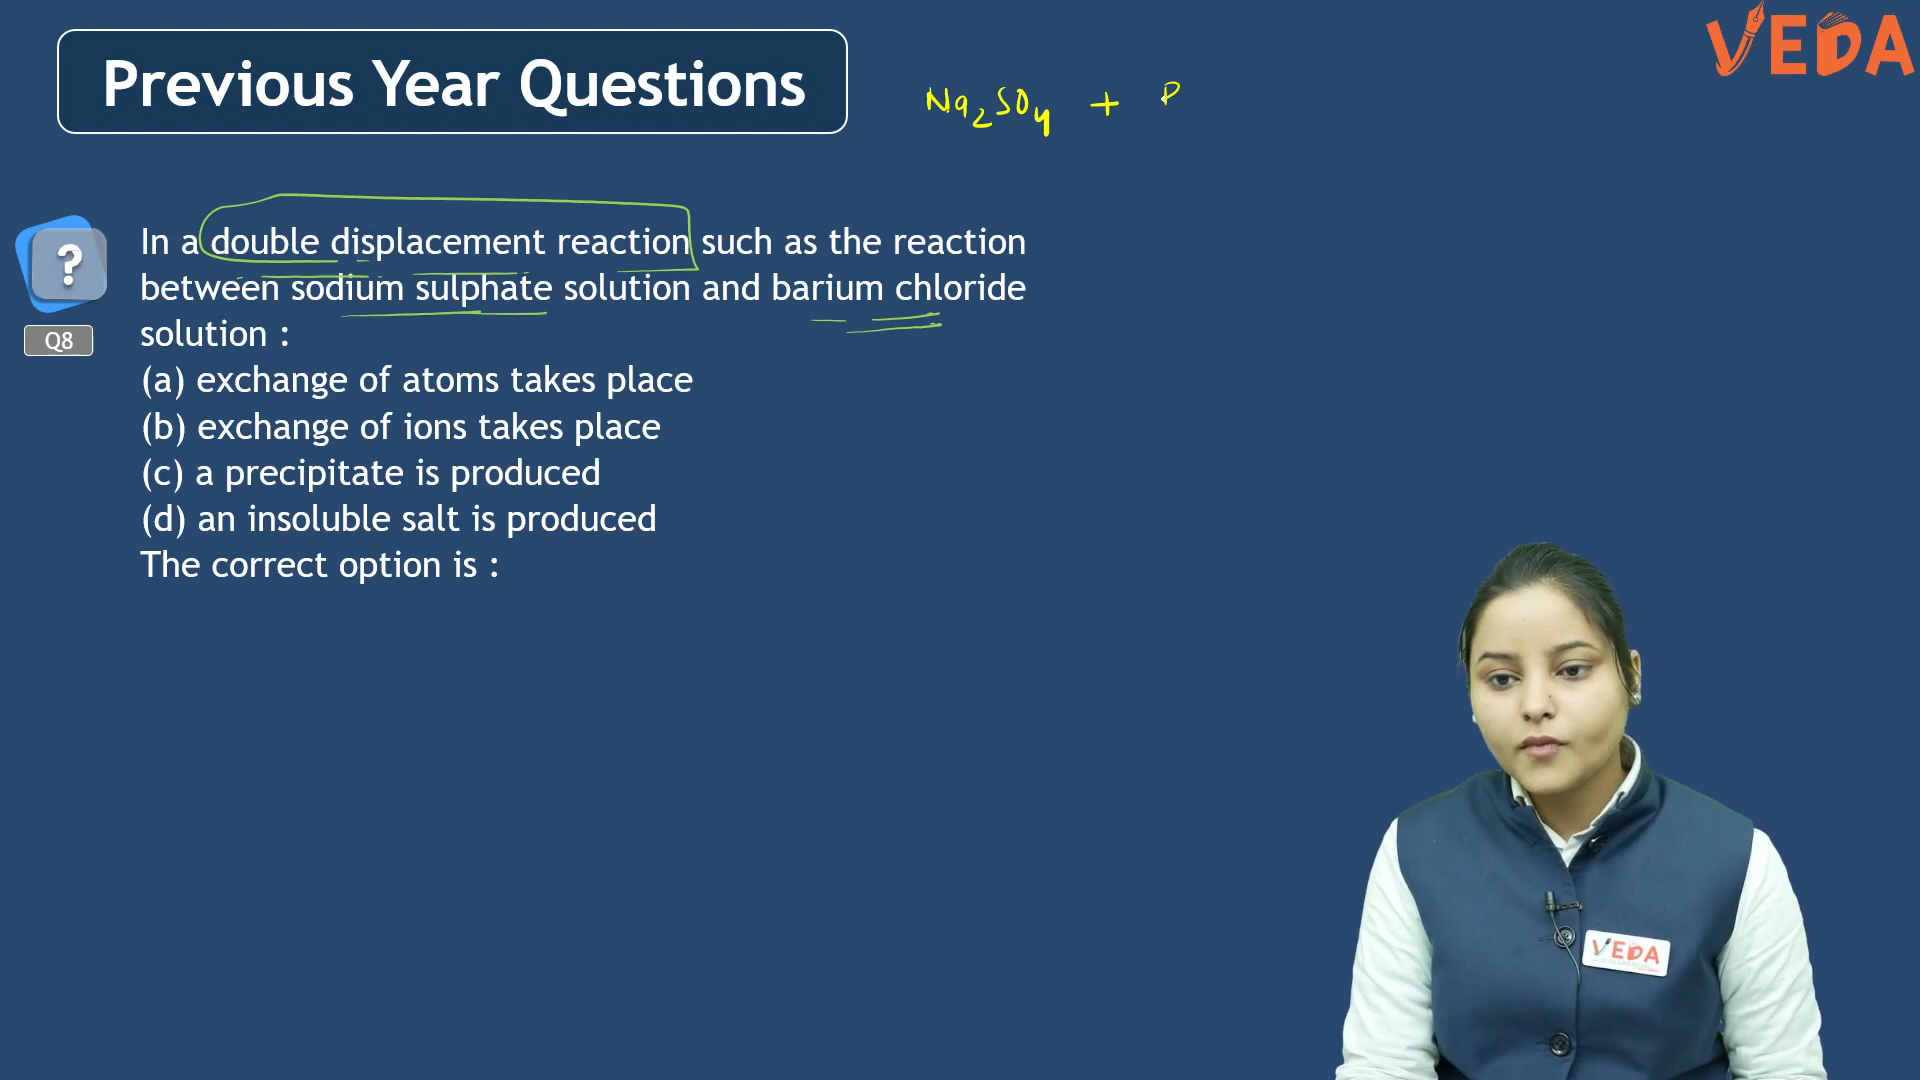 VEDA
Previous Year Questions
Na2SO4 + P
In a double displacement reaction such as the reaction
between sodium sulphate solution and barium chloride
solution :
?
Q8
(a) exchange of atoms takes place
(b) exchange of ions takes place
(c) a precipitate is produced
(d) an insoluble salt is produced
The correct option is :
VEDA